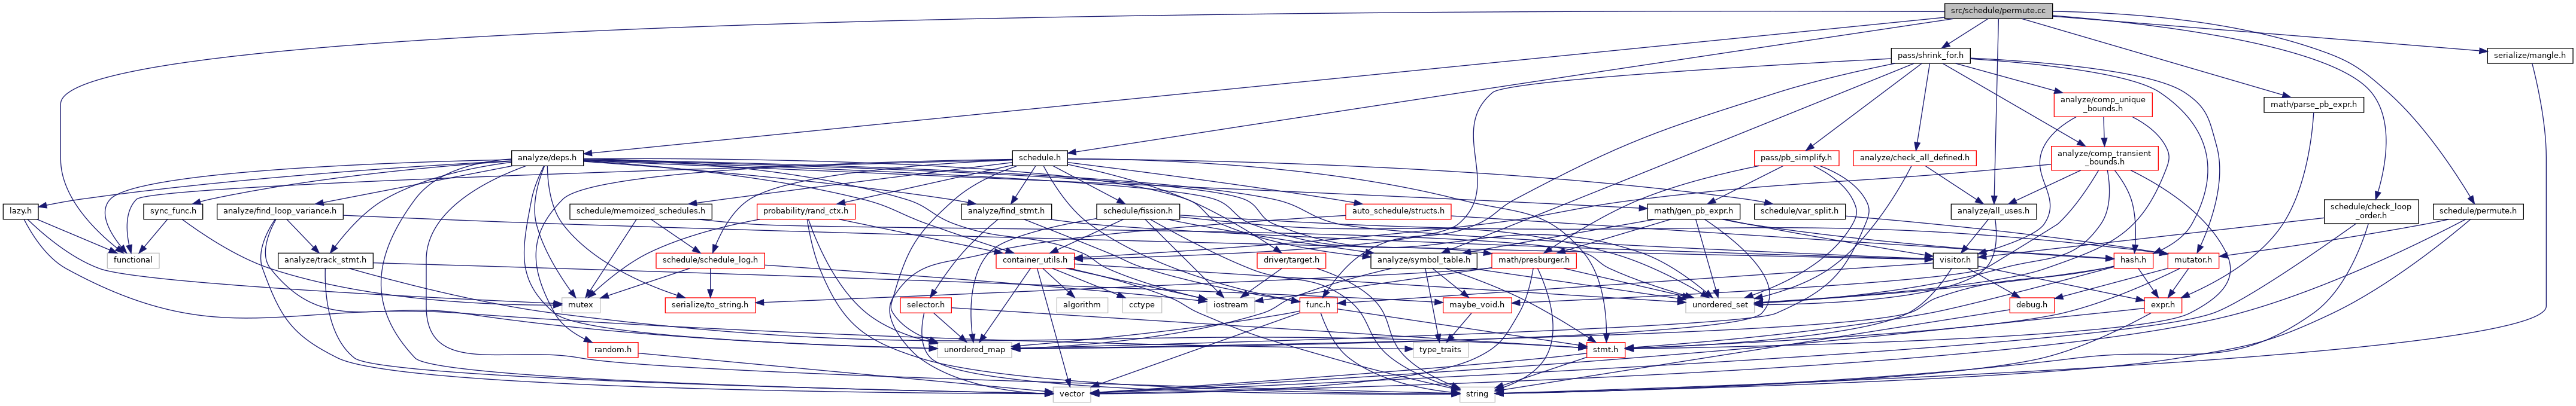 src/schedule/permute.cc
pass/shrink_for.h
serialize/mangle.h
analyze/comp_unique
_bounds.h
math/parse_pb_expr.h
analyze/deps.h
schedule.h
pass/pb_simplify.h
analyze/check_all_defined.h
analyze/comp_transient
_bounds.h
lazy.h
sync_func.h
analyze/find_loop_variance.h
schedule/memoized_schedules.h
probability/rand_ctx.h
analyze/find_stmt.h
schedule/fission.h
auto_schedule/structs.h
math/gen_pb_expr.h
schedule/var_split.h
analyze/all_uses.h
schedule/check_loop
_order.h
schedule/permute.h
functional
analyze/track_stmt.h
schedule/schedule_log.h
container_utils.h
driver/target.h
analyze/symbol_table.h
math/presburger.h
visitor.h
hash.h
mutator.h
mutex
serialize/to_string.h
selector.h
algorithm
cctype
iostream
func.h
maybe_void.h
unordered_set
debug.h
expr.h
random.h
unordered_map
type_traits
stmt.h
vector
string